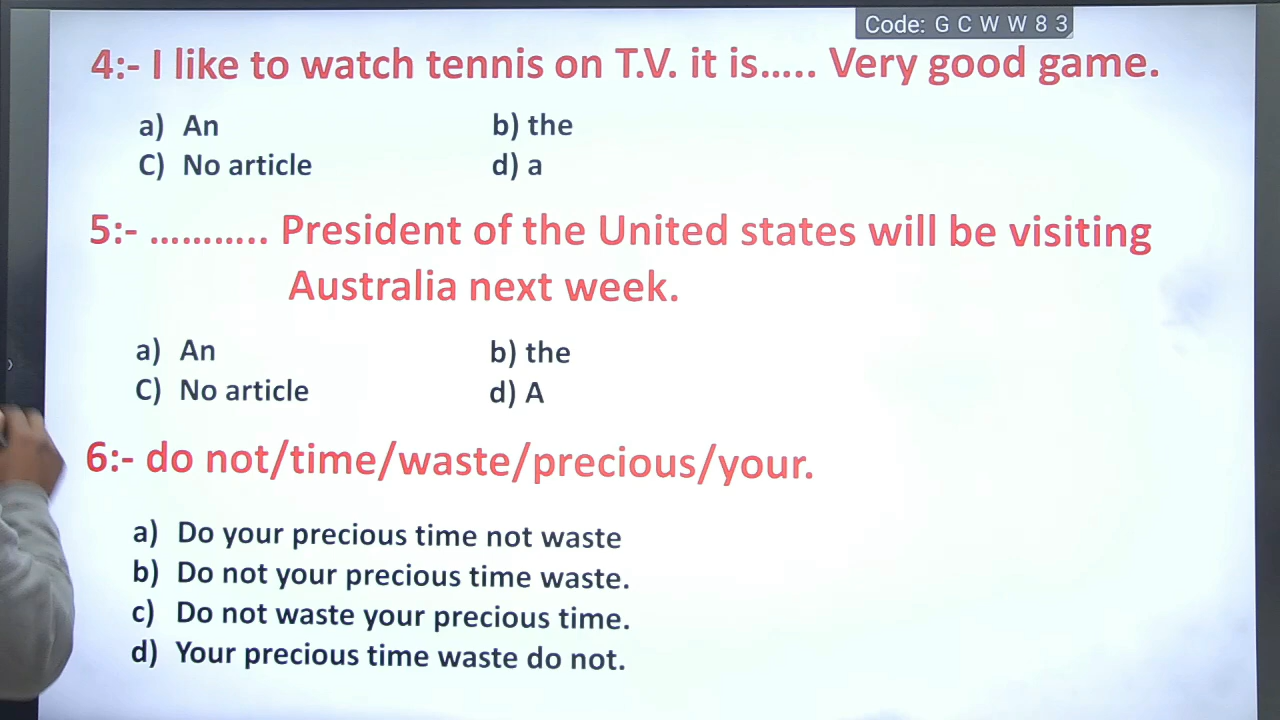 Code: G C W W 8 3
4:- I like to watch tennis on T.V. it is..... Very good game.
a) An b) the
C) No article d) a
5:- ........... President of the United states will be visiting
Australia next week.
a) An b) the
C) No article d) A
6:- do not/time/waste/precious/your.
a) Do your precious time not waste
b) Do not your precious time waste.
c) Do not waste your precious time.
d) Your precious time waste do not.